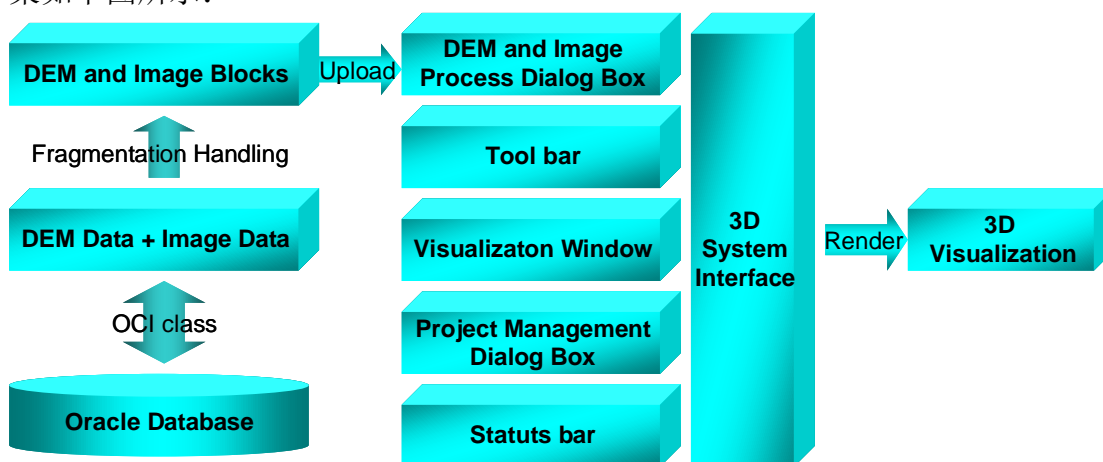 DEM and Image Blocks
Upload
DEM and Image
Process Dialog Box
Fragmentation Handling
Tool bar
DEM Data + Image Data
Visualizaton Window
3D
System
Interface
Render
3D
Visualization
OCI class
Project Management
Dialog Box
Oracle Database
Statuts bar